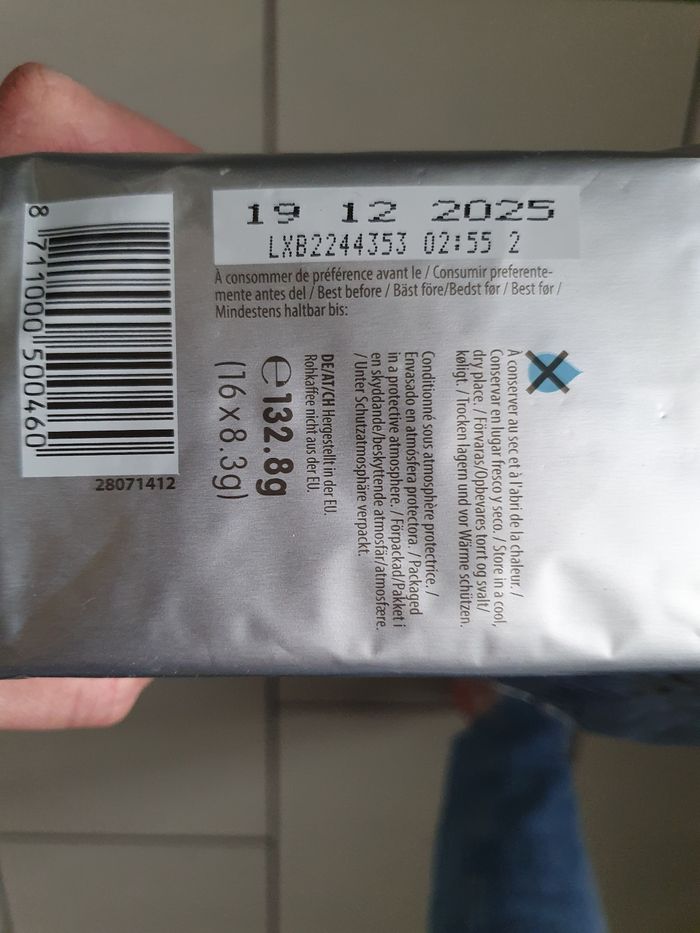 19 12 2025
LXB2244353 02:55 2
À consommer de préférence avant le / Consumir preferente-
mente antes del / Best before / Bäst före/Bedst før / Best før /
Mindestens haltbar bis:
8 711000 500460
28071412
À conserver au sec et à l'abri de la chaleur. /
Conservar en lugar fresco y seco. / Store in a cool,
dry place. / Förvaras/Opbevares torrt og svalt/
køligt. / Trocken lagern und vor Wärme schützen.
Conditionné sous atmosphère protectrice. /
Envasado en atmósfera protectora. / Packaged
in a protective atmosphere. / Förpackad/Pakket i
en skyddande/beskyttende atmosfär/atmosfære.
/ Unter Schutzatmosphäre verpackt.
DE/AT/CH Hergestellt in der EU.
Rohkaffee nicht aus der EU.
℮132.8g
(16 x 8.3g)